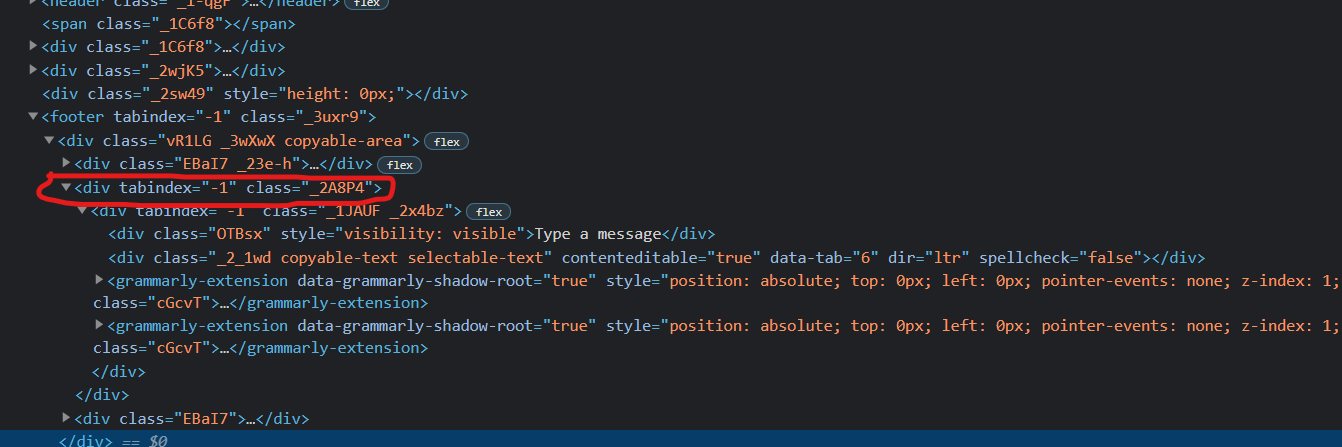 <header class="_1-qgF">…</header> flex
<span class="_1C6f8"></span>
<div class="_1C6f8">…</div>
<div class="_2wjK5">…</div>
<div class="_2sw49" style="height: 0px;"></div>
<footer tabindex="-1" class="_3uxr9">
<div class="vR1LG _3wXwX copyable-area"> flex
<div class="EBaI7 _23e-h">…</div> flex
<div tabindex="-1" class="_2A8P4">
<div tabindex="-1" class="_1JAUF _2x4bz"> flex
<div class="OTBsx" style="visibility: visible">Type a message</div>
<div class="_2_1wd copyable-text selectable-text" contenteditable="true" data-tab="6" dir="ltr" spellcheck="false"></div>
<grammarly-extension data-grammarly-shadow-root="true" style="position: absolute; top: 0px; left: 0px; pointer-events: none; z-index: 1;
class="cGcvT">…</grammarly-extension>
<grammarly-extension data-grammarly-shadow-root="true" style="position: absolute; top: 0px; left: 0px; pointer-events: none; z-index: 1;
class="cGcvT">…</grammarly-extension>
</div>
</div>
<div class="EBaI7">…</div>
</div> == $0